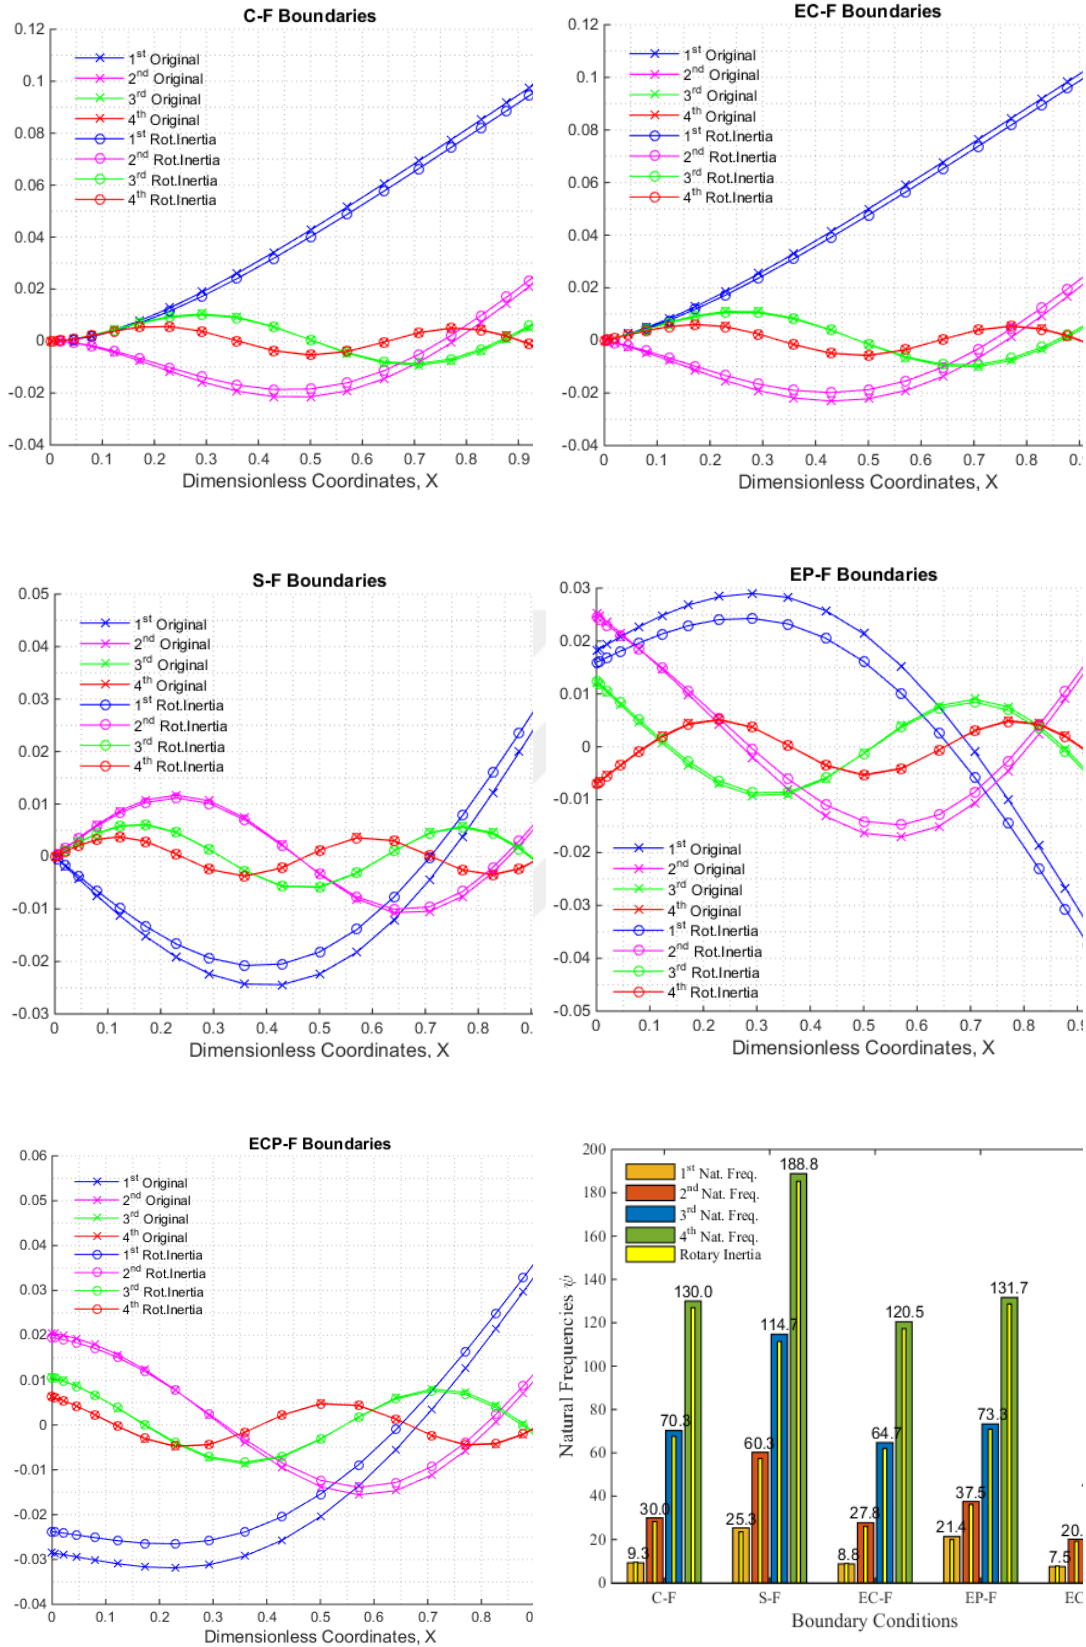 C-F Boundaries
0.12
0.1
0.08
0.06
0.04
0.02
0
-0.02
-0.04
1st Original
2nd Original
3rd Original
4th Original
1st Rot.Inertia
2nd Rot.Inertia
3rd Rot.Inertia
4th Rot.Inertia
0 0.1 0.2 0.3 0.4 0.5 0.6 0.7 0.8 0.9
Dimensionless Coordinates, X
EC-F Boundaries
0.12
0.1
0.08
0.06
0.04
0.02
0
-0.02
-0.04
1st Original
2nd Original
3rd Original
4th Original
1st Rot.Inertia
2nd Rot.Inertia
3rd Rot.Inertia
4th Rot.Inertia
0 0.1 0.2 0.3 0.4 0.5 0.6 0.7 0.8 0.9
Dimensionless Coordinates, X
S-F Boundaries
0.05
0.04
0.03
0.02
0.01
0
-0.01
-0.02
-0.03
1st Original
2nd Original
3rd Original
4th Original
1st Rot.Inertia
2nd Rot.Inertia
3rd Rot.Inertia
4th Rot.Inertia
0 0.1 0.2 0.3 0.4 0.5 0.6 0.7 0.8
Dimensionless Coordinates, X
EP-F Boundaries
0.03
0.02
0.01
0
-0.01
-0.02
-0.03
-0.04
-0.05
1st Original
2nd Original
3rd Original
4th Original
1st Rot.Inertia
2nd Rot.Inertia
3rd Rot.Inertia
4th Rot.Inertia
0 0.1 0.2 0.3 0.4 0.5 0.6 0.7 0.8 0.9
Dimensionless Coordinates, X
ECP-F Boundaries
0.06
0.05
0.04
0.03
0.02
0.01
0
-0.01
-0.02
-0.03
-0.04
1st Original
2nd Original
3rd Original
4th Original
1st Rot.Inertia
2nd Rot.Inertia
3rd Rot.Inertia
4th Rot.Inertia
0 0.1 0.2 0.3 0.4 0.5 0.6 0.7 0.8
Dimensionless Coordinates, X
200
180
160
140
120
100
80
60
40
20
0
Natural Frequencies ẇ
1st Nat. Freq.
2nd Nat. Freq.
3rd Nat. Freq.
4th Nat. Freq.
Rotary Inertia
9.3 30.0 70.3 130.0
25.3 60.3 114.7 188.8
8.8 27.8 64.7 120.5
21.4 37.5 73.3 131.7
7.5 20.
C-F S-F EC-F EP-F EC
Boundary Conditions